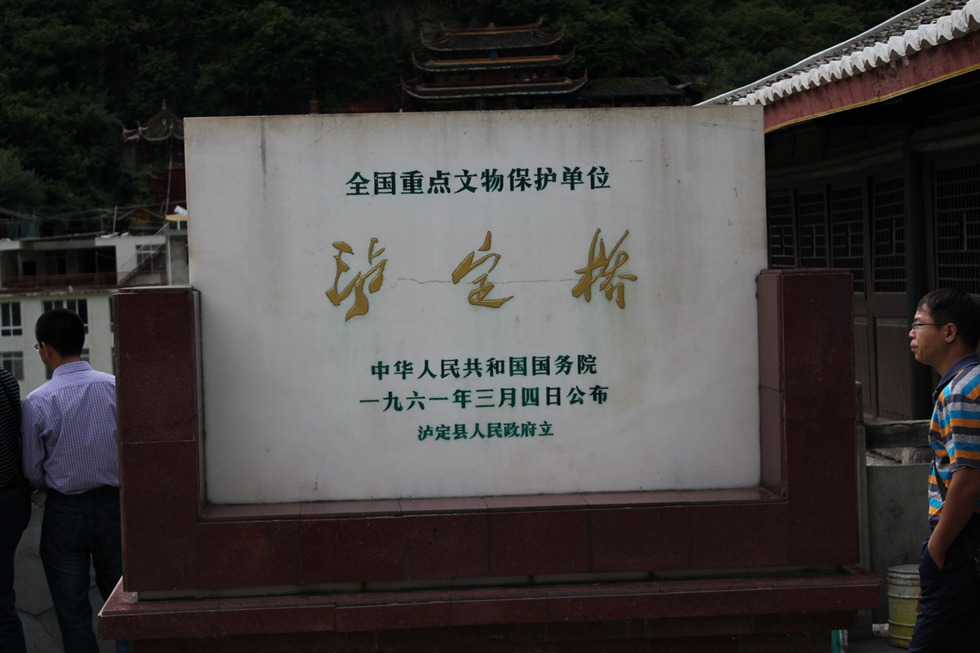 全国重点文物保护单位
泸定桥
中华人民共和国国务院
一九六一年三月四日公布
泸定县人民政府立